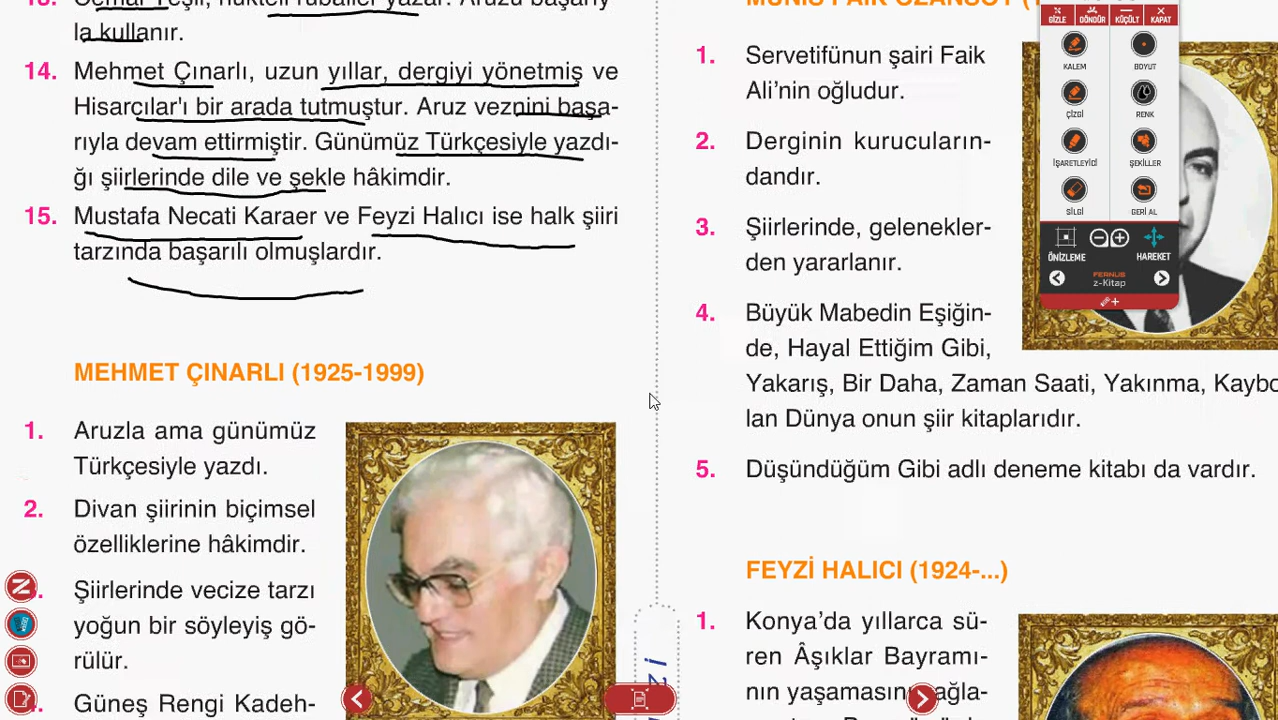 la kullanır.
14. Mehmet Çınarlı, uzun yıllar, dergiyi yönetmiş ve
Hisarcılar'ı bir arada tutmuştur. Aruz veznini başa-
rıyla devam ettirmiştir. Günümüz Türkçesiyle yazdı-
ğı şiirlerinde dile ve şekle hâkimdir.
15. Mustafa Necati Karaer ve Feyzi Halıcı ise halk şiiri
tarzında başarılı olmuşlardır.
MEHMET ÇINARLI (1925-1999)
1. Aruzla ama günümüz
Türkçesiyle yazdı.
2. Divan şiirinin biçimsel
özelliklerine hâkimdir.
Şiirlerinde vecize tarzı
yoğun bir söyleyiş gö-
rülür.
Güneş Rengi Kadeh-
1. Servetifünun şairi Faik
Ali'nin oğludur.
2. Derginin kurucuların-
dandır.
3. Şiirlerinde, gelenekler-
den yararlanır.
4. Büyük Mabedin Eşiğin-
de, Hayal Ettiğim Gibi,
Yakarış, Bir Daha, Zaman Saati, Yakınma, Kaybo
lan Dünya onun şiir kitaplarıdır.
5. Düşündüğüm Gibi adlı deneme kitabı da vardır.
FEYZİ HALICI (1924-...)
1. Konya'da yıllarca sü-
ren Âşıklar Bayramı-
nın yaşamasın ağla-
GİZLE DÖNDÜR KÜÇÜLT KAPAT
KALEM BOYUT
ÇİZGİ RENK
İŞARETLEYİCİ ŞEKİLLER
SİLGİ GERİ AL
ÖNİZLEME HAREKET
FERNUS
z-Kitap